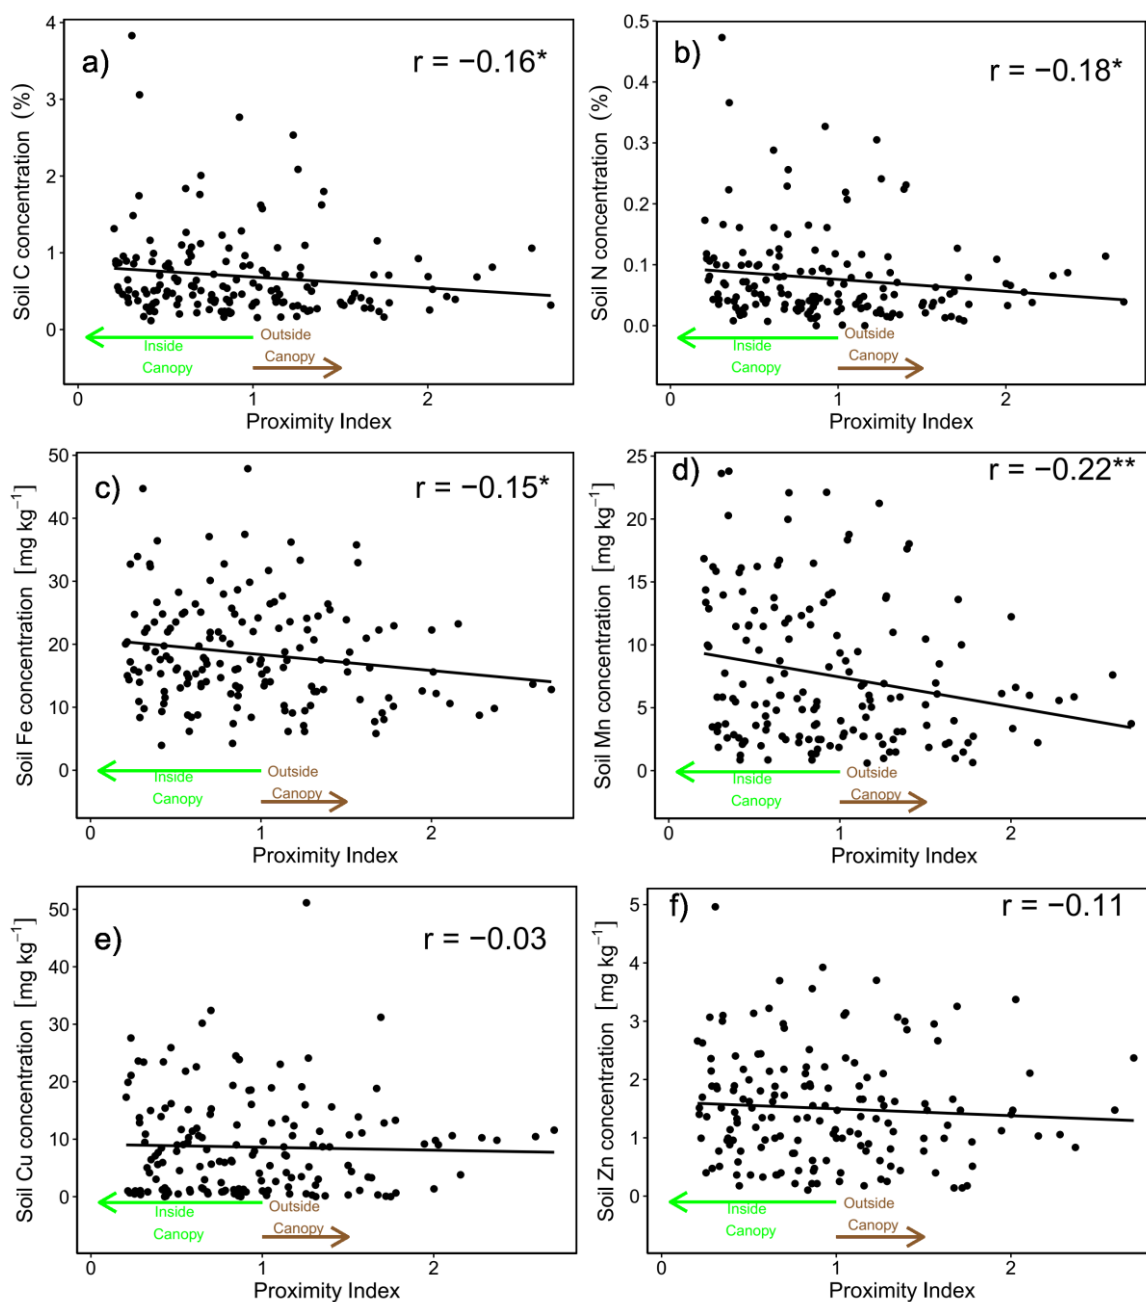 a)
r = −0.16*
Soil C concentration (%)
4
3
2
1
0
Inside
Canopy
Outside
Canopy
0 1 2
Proximity Index
b)
r = −0.18*
Soil N concentration (%)
0.5
0.4
0.3
0.2
0.1
0.0
Inside
Canopy
Outside
Canopy
0 1 2
Proximity Index
c)
r = −0.15*
Soil Fe concentration [mg kg⁻¹]
50
40
30
20
10
0
Inside
Canopy
Outside
Canopy
0 1 2
Proximity Index
d)
r = −0.22**
Soil Mn concentration [mg kg⁻¹]
25
20
15
10
5
0
Inside
Canopy
Outside
Canopy
0 1 2
Proximity Index
e)
r = −0.03
Soil Cu concentration [mg kg⁻¹]
50
40
30
20
10
0
Inside
Canopy
Outside
Canopy
0 1 2
Proximity Index
f)
r = −0.11
Soil Zn concentration [mg kg⁻¹]
5
4
3
2
1
0
Inside
Canopy
Outside
Canopy
0 1 2
Proximity Index